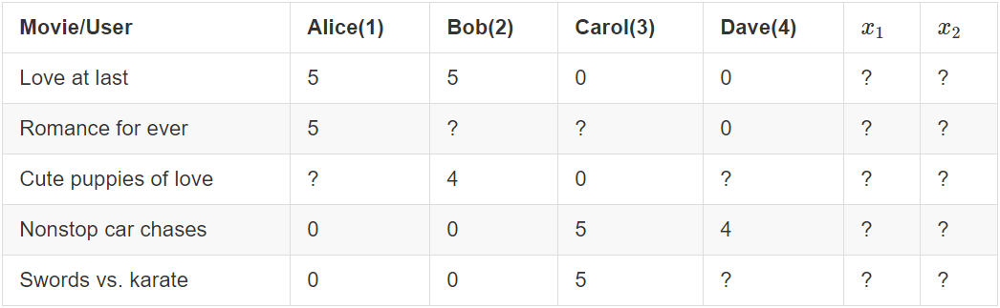 Movie/User Alice(1) Bob(2) Carol(3) Dave(4) x₁ x₂
Love at last 5 5 0 0 ? ?
Romance for ever 5 ? ? 0 ? ?
Cute puppies of love ? 4 0 ? ? ?
Nonstop car chases 0 0 5 4 ? ?
Swords vs. karate 0 0 5 ? ? ?